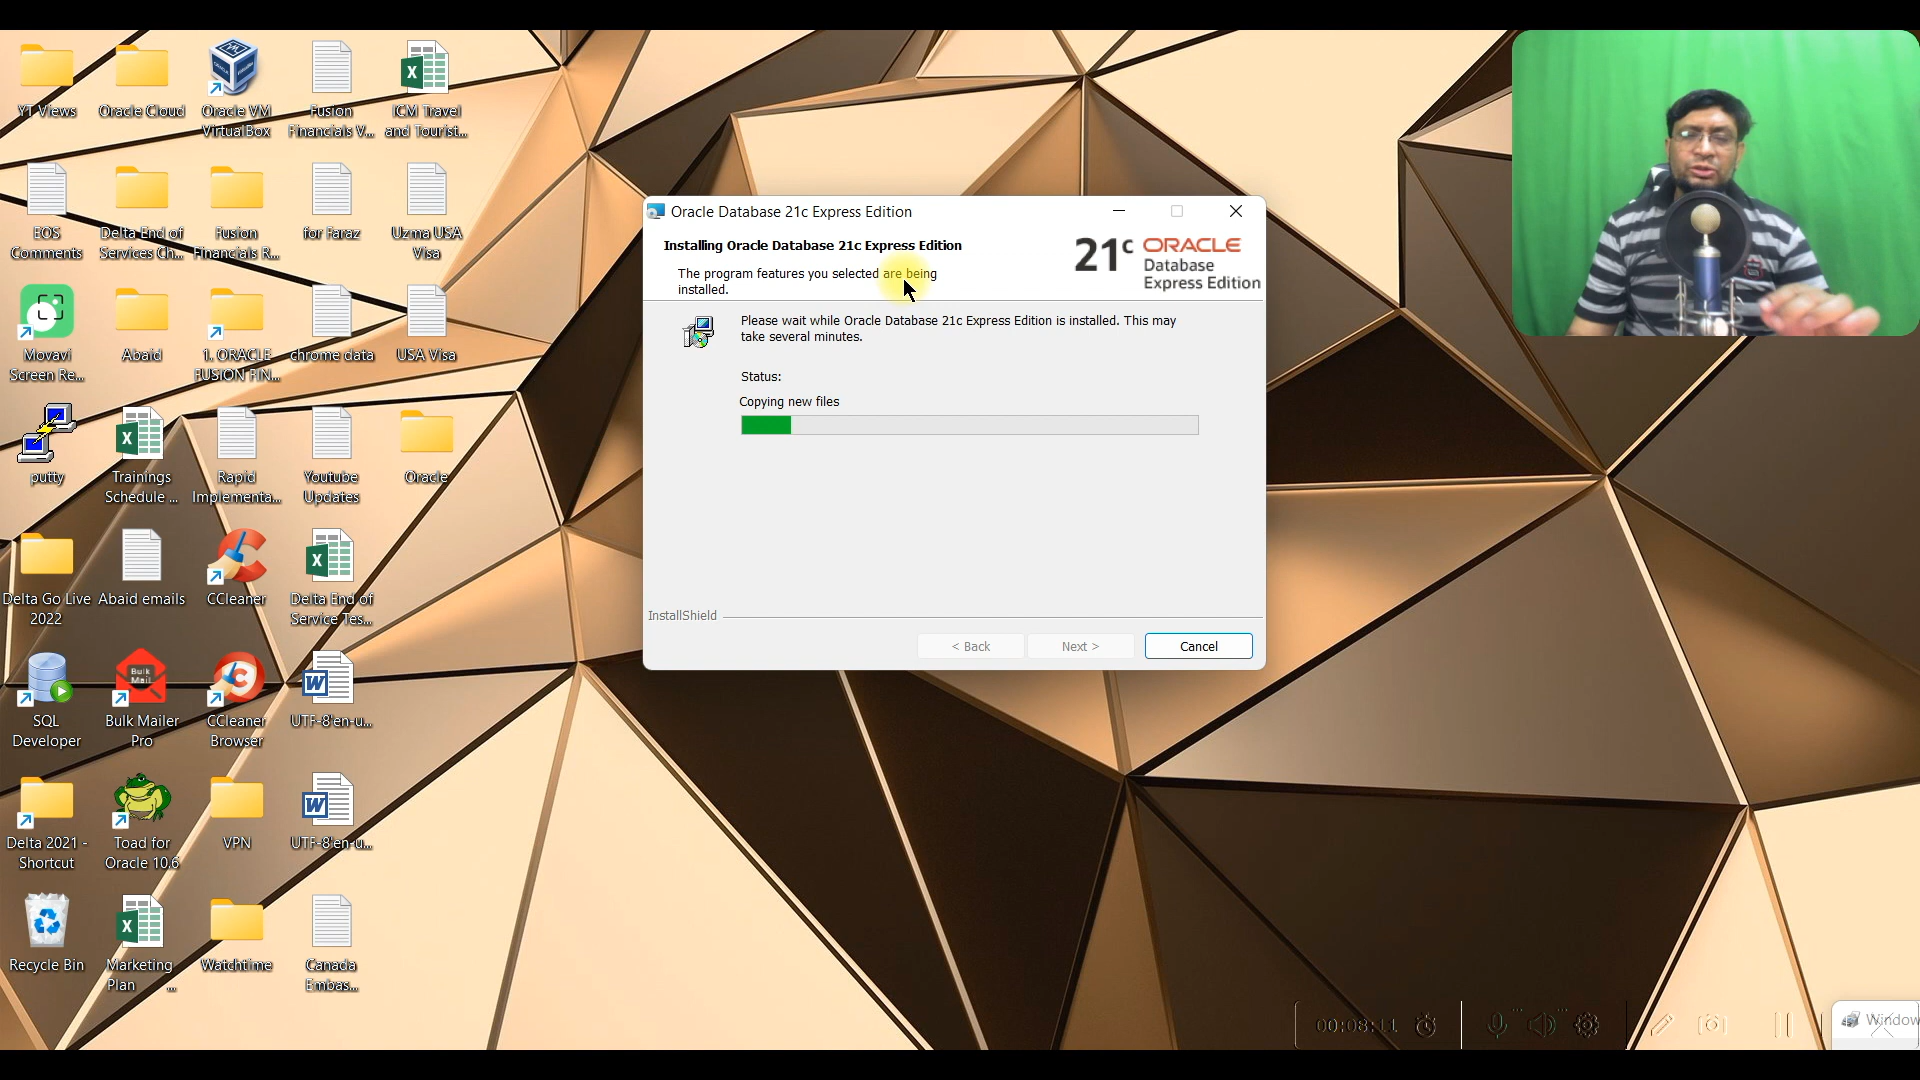 YT Views
Oracle Cloud
Oracle VM
VirtualBox
Fusion
Financials V...
ICM Travel
and Tourist...
EOS
Comments
Delta End of
Services Ch...
Fusion
Financials R...
for Faraz
Uzma USA
Visa
Movavi
Screen Re...
Abaid
1. ORACLE
FUSION FIN...
chrome data
USA Visa
putty
Trainings
Schedule ...
Rapid
Implementa...
Youtube
Updates
Oracle
Delta Go Live
2022
Abaid emails
CCleaner
Delta End of
Service Tes...
SQL
Developer
Bulk
Mail
Bulk Mailer
Pro
CCleaner
Browser
UTF-8'en-u...
Delta 2021 -
Shortcut
Toad for
Oracle 10.6
VPN
UTF-8'en-u...
Recycle Bin
Marketing
Plan ...
Watchtime
Canada
Embas...
Oracle Database 21c Express Edition
Installing Oracle Database 21c Express Edition
The program features you selected are being
installed.
21c ORACLE
Database
Express Edition
Please wait while Oracle Database 21c Express Edition is installed. This may
take several minutes.
Status:
Copying new files
InstallShield
< Back
Next >
Cancel
00:08:11
Window